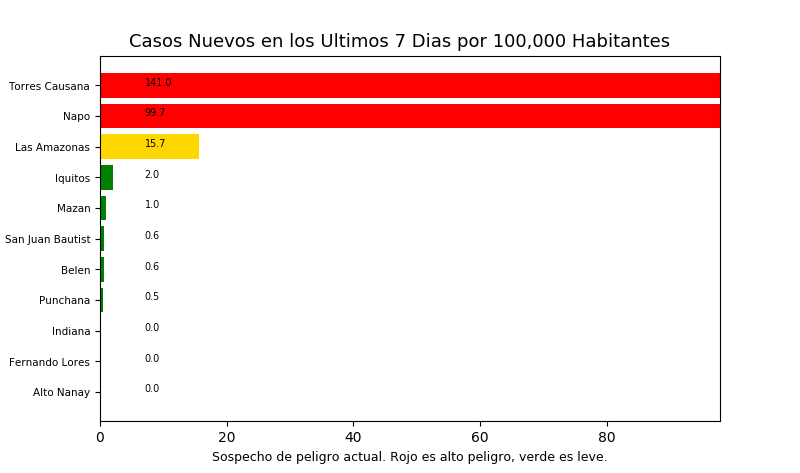 Casos Nuevos en los Ultimos 7 Dias por 100,000 Habitantes
Torres Causana 141.0
Napo 99.7
Las Amazonas 15.7
Iquitos 2.0
Mazan 1.0
San Juan Bautist 0.6
Belen 0.6
Punchana 0.5
Indiana 0.0
Fernando Lores 0.0
Alto Nanay 0.0
0 20 40 60 80
Sospecho de peligro actual. Rojo es alto peligro, verde es leve.